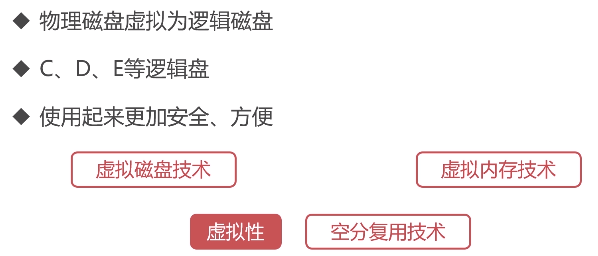 ◆ 物理磁盘虚拟为逻辑磁盘
◆ C、D、E等逻辑盘
◆ 使用起来更加安全、方便
虚拟磁盘技术 虚拟内存技术
虚拟性 空分复用技术